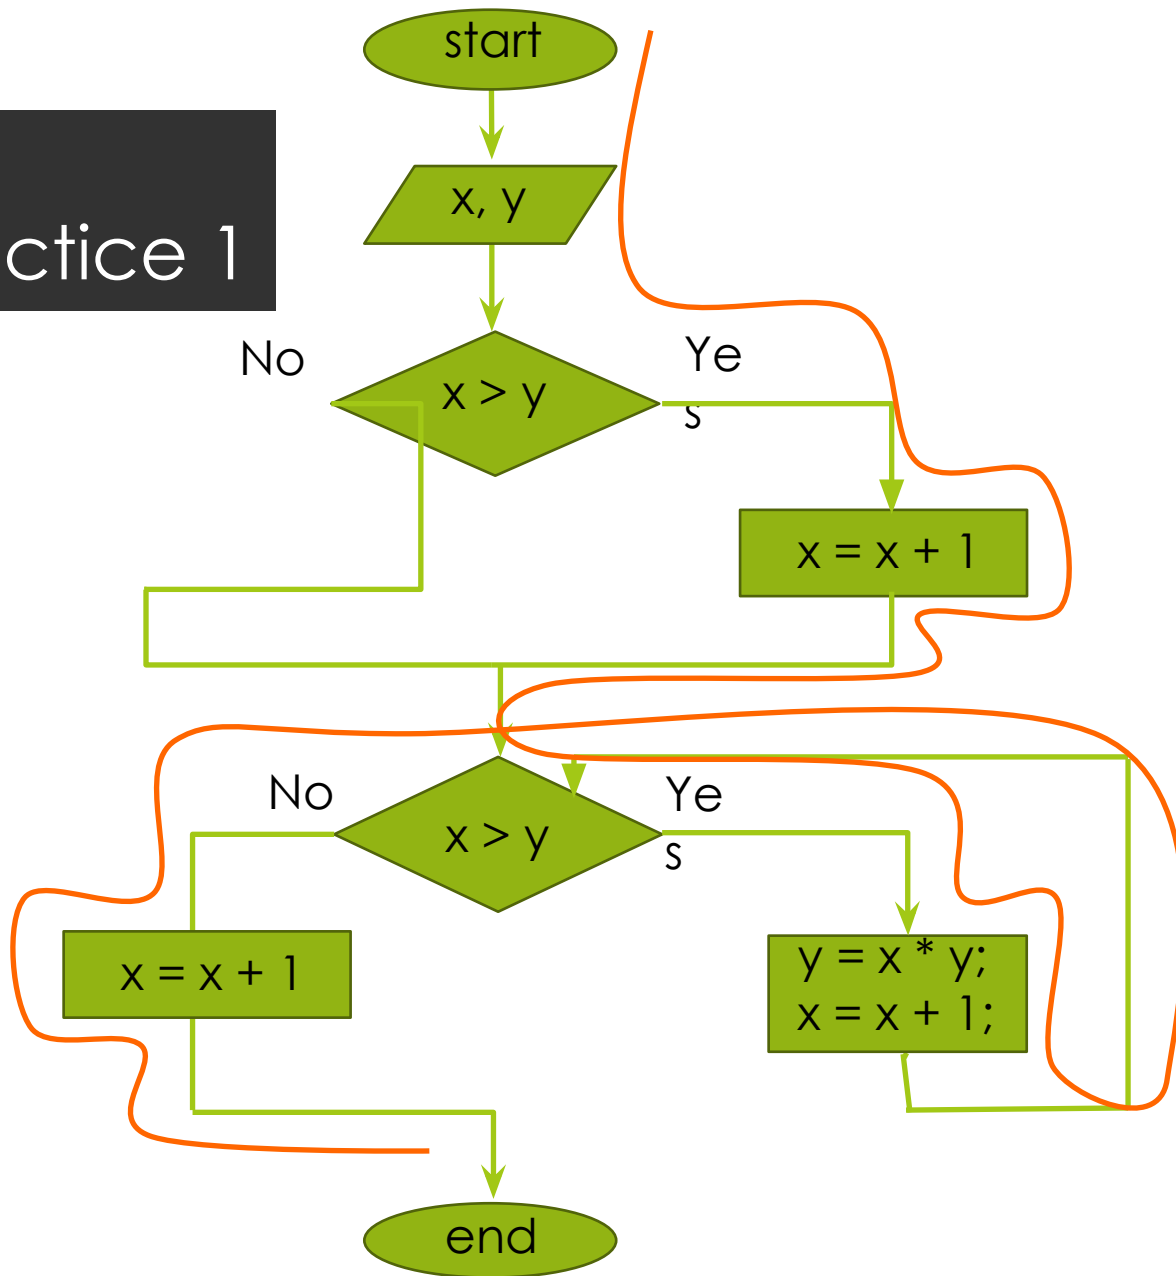 start
x, y
ctice 1
No
Ye
s
x > y
x = x + 1
No
Ye
s
x > y
x = x + 1
y = x * y;
x = x + 1;
end